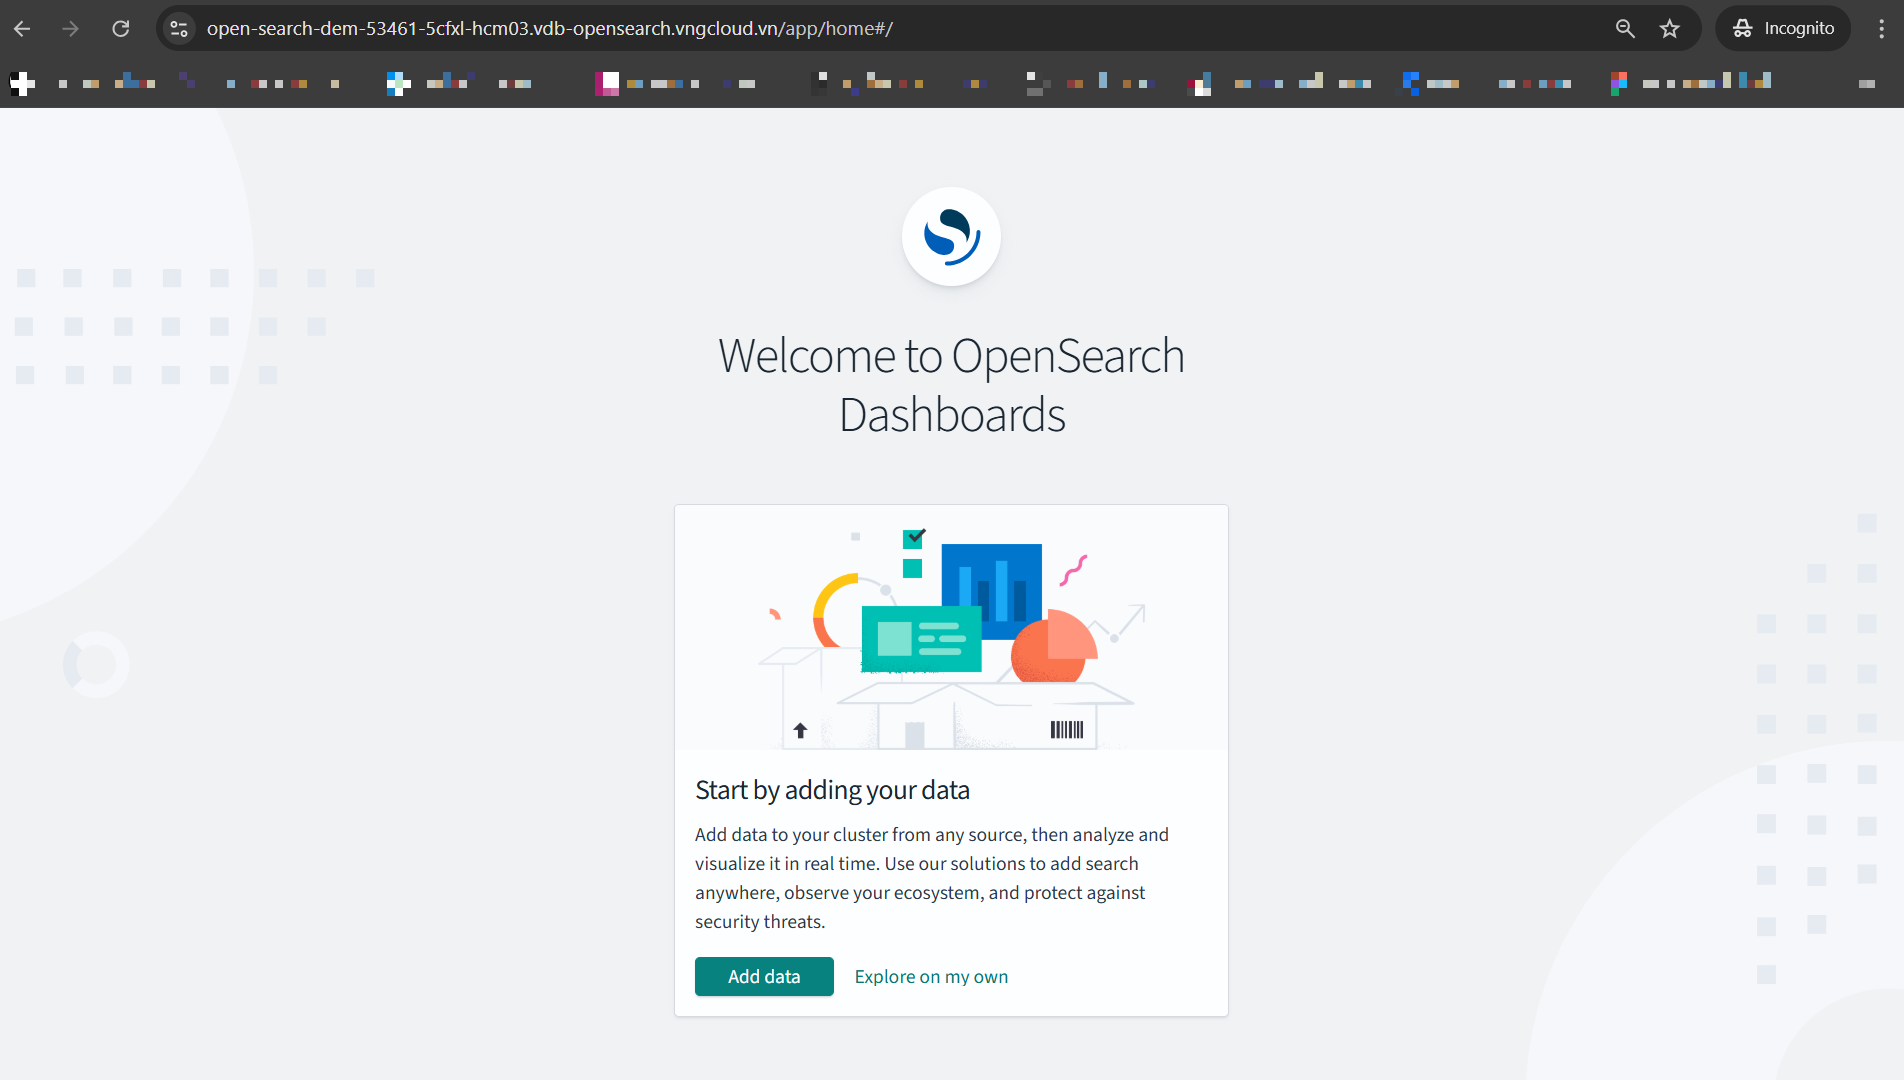 open-search-dem-53461-5cfxl-hcm03.vdb-opensearch.vngcloud.vn/app/home#/
Incognito
Welcome to OpenSearch
Dashboards
Start by adding your data
Add data to your cluster from any source, then analyze and
visualize it in real time. Use our solutions to add search
anywhere, observe your ecosystem, and protect against
security threats.
Add data
Explore on my own